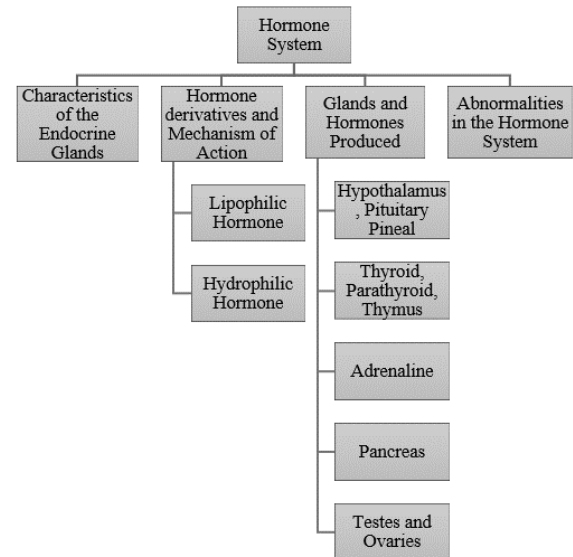 Hormone
System
Characteristics
of the
Endocrine
Glands
Hormone
derivatives and
Mechanism of
Action
Glands and
Hormones
Produced
Abnormalities
in the Hormone
System
Lipophilic
Hormone
Hydrophilic
Hormone
Hypothalamus
, Pituitary
Pineal
Thyroid,
Parathyroid,
Thymus
Adrenaline
Pancreas
Testes and
Ovaries